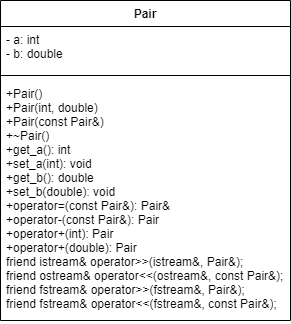 Pair
- a: int
- b: double
+Pair()
+Pair(int, double)
+Pair(const Pair&)
+~Pair()
+get_a(): int
+set_a(int): void
+get_b(): double
+set_b(double): void
+operator=(const Pair&): Pair&
+operator-(const Pair&): Pair
+operator+(int): Pair
+operator+(double): Pair
friend istream& operator>>(istream&, Pair&);
friend ostream& operator<<(ostream&, const Pair&);
friend fstream& operator>>(fstream&, Pair&);
friend fstream& operator<<(fstream&, const Pair&);